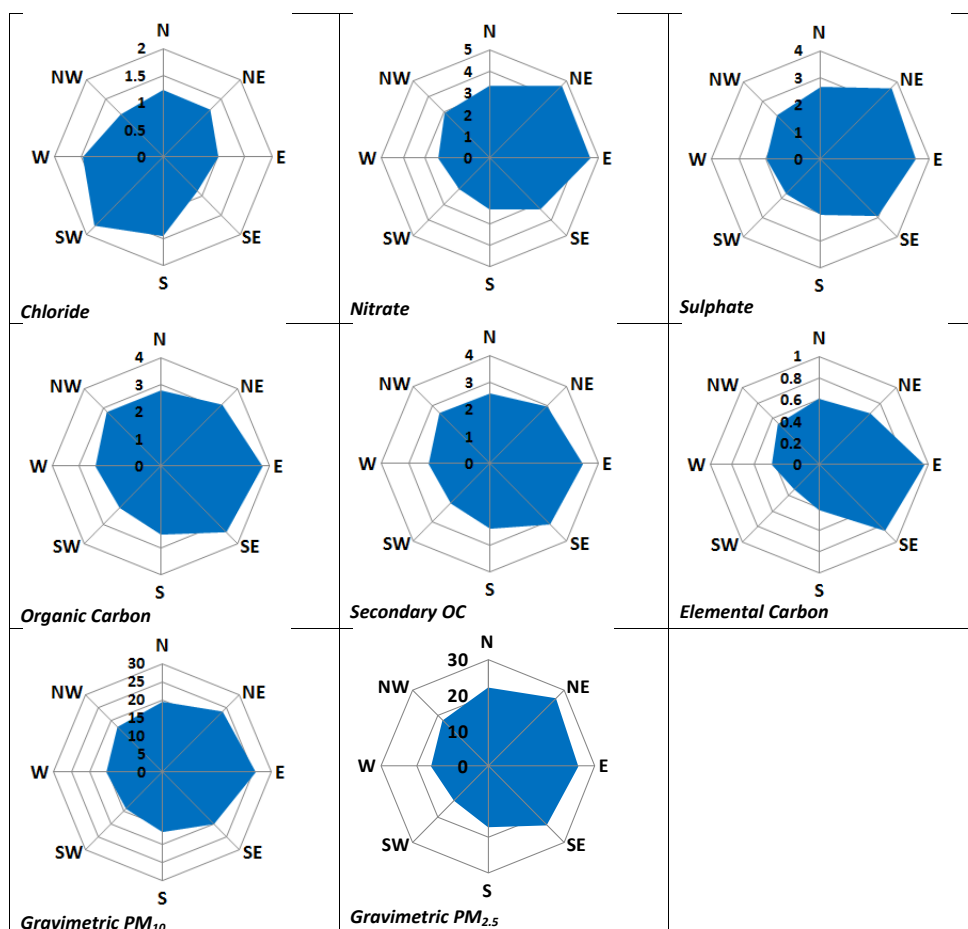 N
2
NW
NE
1.5
1
0.5
W
0
E
SW
SE
S
Chloride
N
5
NW
4
NE
3
2
1
W
0
E
SW
SE
S
Nitrate
N
4
NW
NE
3
2
1
W
0
E
SW
SE
S
Sulphate
N
4
NW
NE
3
2
1
W
0
E
SW
SE
S
Organic Carbon
N
4
NW
NE
3
2
1
W
0
E
SW
SE
S
Secondary OC
N
1
NW
0.8
NE
0.6
0.4
0.2
W
0
E
SW
SE
S
Elemental Carbon
N
30
NW
25
NE
20
15
10
5
W
0
E
SW
SE
S
Gravimetric PM10
N
30
NW
NE
20
10
W
0
E
SW
SE
S
Gravimetric PM2.5